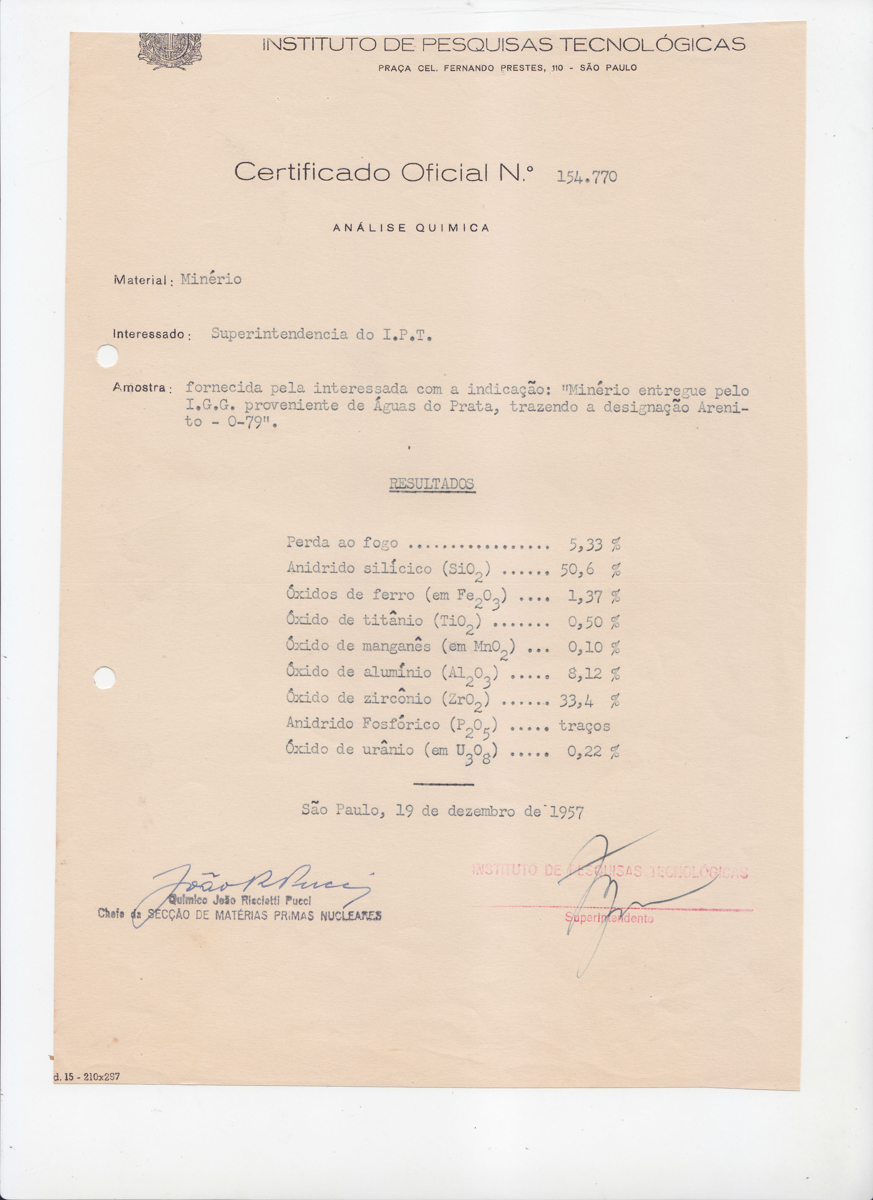 INSTITUTO DE PESQUISAS TECNOLÓGICAS
PRAÇA CEL. FERNANDO PRESTES, 110 - SÃO PAULO
Certificado Oficial N.º 154.770
ANÁLISE QUIMICA
Material: Minério
Interessado: Superintendencia do I.P.T.
Amostra: fornecida pela interessada com a indicação: "Minério entregue pelo
I.G.G. proveniente de Águas do Prata, trazendo a designação Areni-
to - 0-79".
RESULTADOS
Perda ao fogo ................. 5,33 %
Anidrido silícico (SiO2) ...... 50,6 %
Óxidos de ferro (em Fe2O3) .... 1,37 %
Óxido de titânio (TiO2) ....... 0,50 %
Óxido de manganês (em MnO2) ... 0,10 %
Óxido de alumínio (Al2O3) ..... 8,12 %
Óxido de zircônio (ZrO2) ...... 33,4 %
Anidrido Fosfórico (P2O5) ..... traços
Óxido de urânio (em U3O8) ..... 0,22 %
São Paulo, 19 de dezembro de 1957
João R Pucci
Quimico João Risciotti Pucci
Chefe da SECÇÃO DE MATÉRIAS PRIMAS NUCLEARES
INSTITUTO DE PESQUISAS TECNOLÓGICAS
Superintendente
d. 15 - 210x297